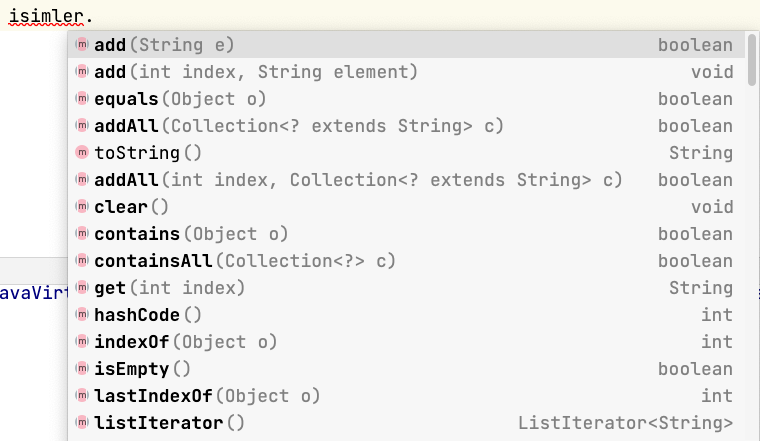 isimler.
add(String e) boolean
add(int index, String element) void
equals(Object o) boolean
addAll(Collection<? extends String> c) boolean
toString() String
addAll(int index, Collection<? extends String> c) boolean
clear() void
contains(Object o) boolean
containsAll(Collection<?> c) boolean
get(int index) String
avaVirt
hashCode() int
indexOf(Object o) int
isEmpty() boolean
lastIndexOf(Object o) int
listIterator() ListIterator<String>